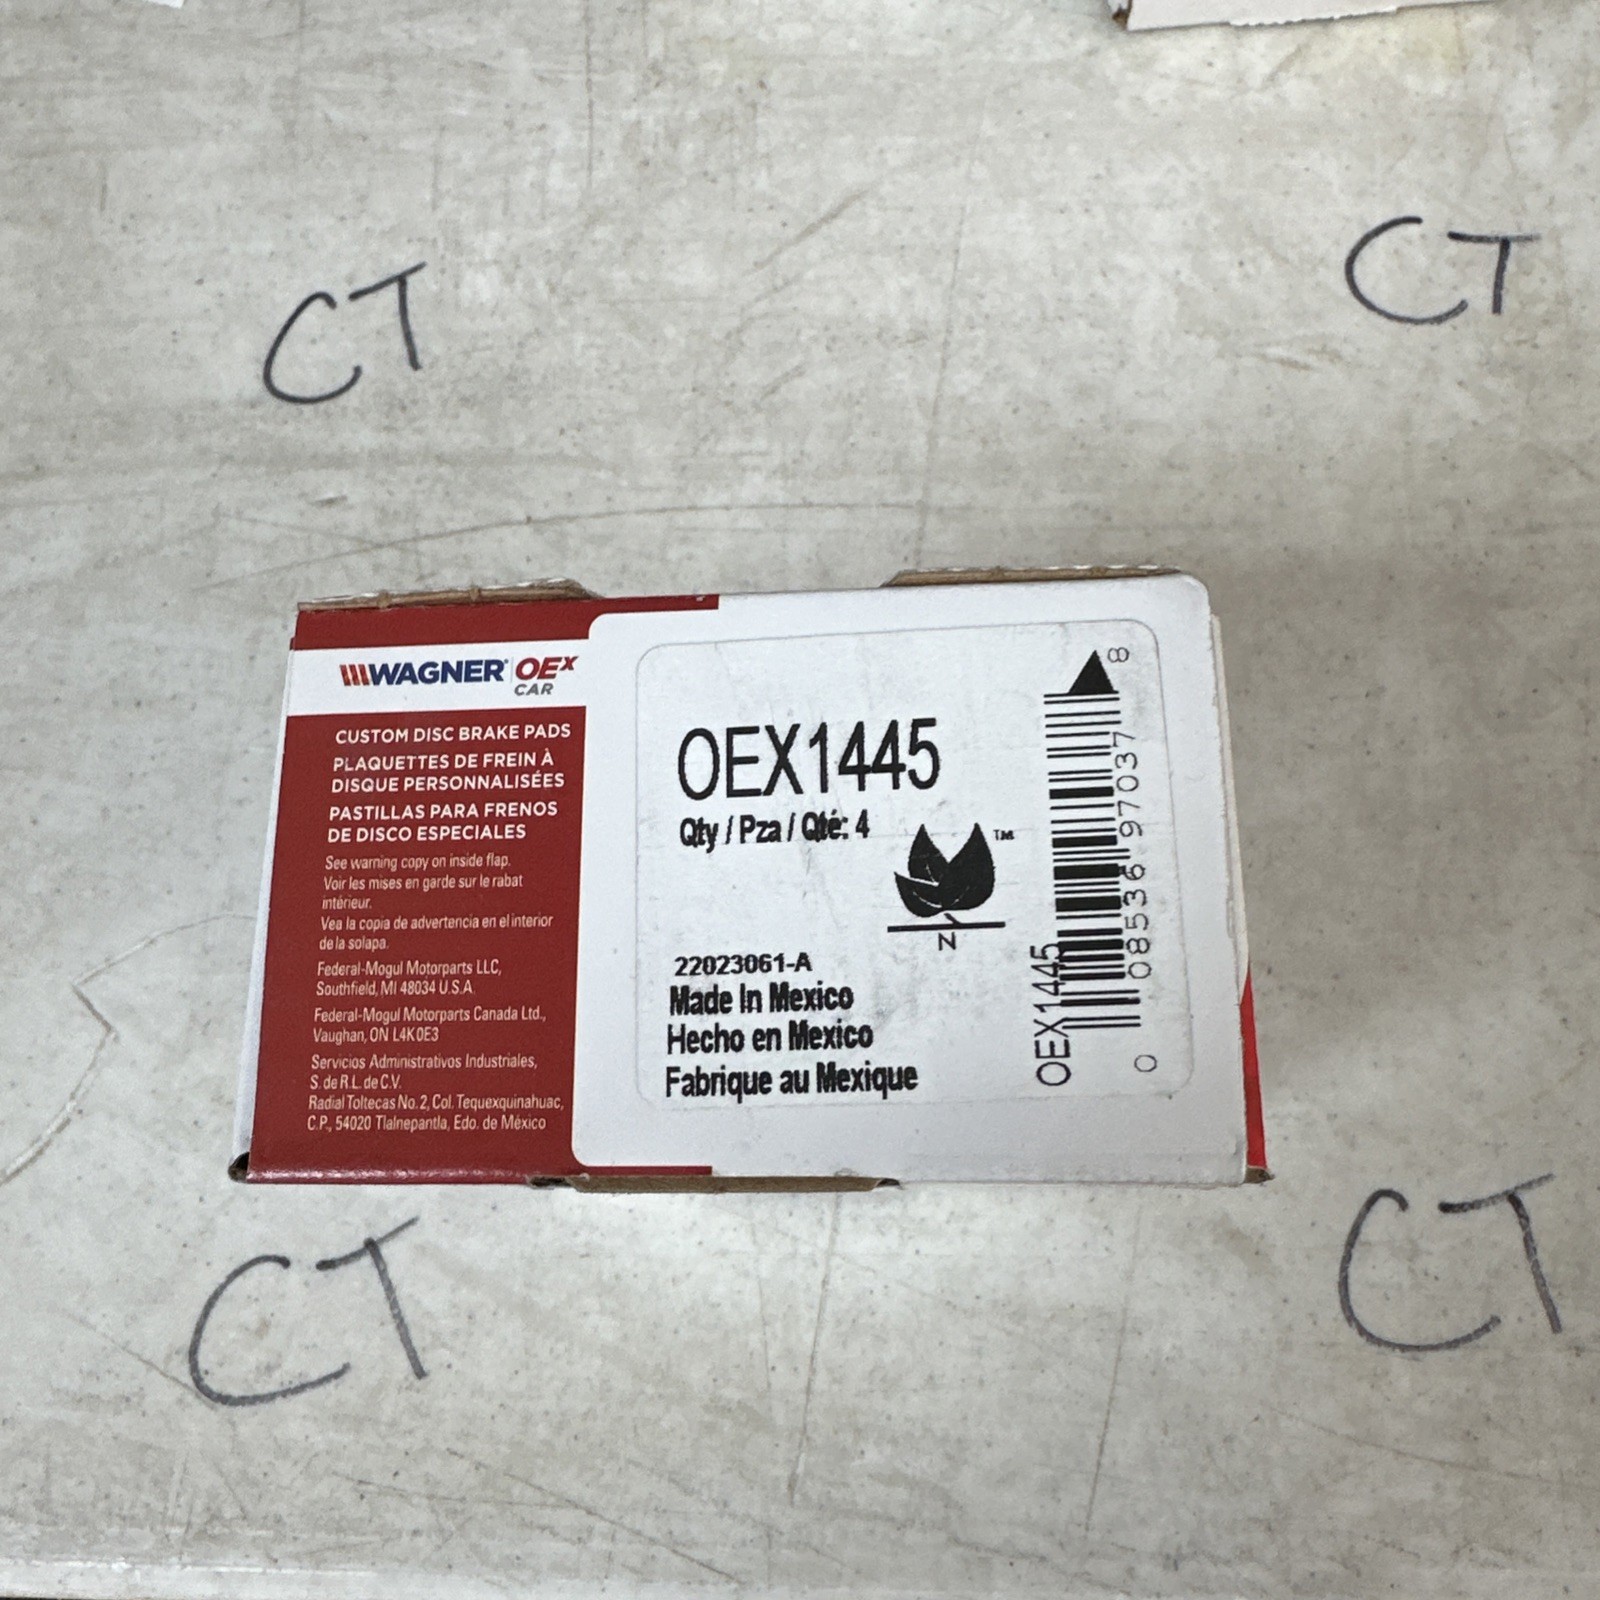 CT
CT
WAGNER OEX
CAR
CUSTOM DISC BRAKE PADS
PLAQUETTES DE FREIN À
DISQUE PERSONNALISÉES
PASTILLAS PARA FRENOS
DE DISCO ESPECIALES
See warning copy on inside flap.
Voir les mises en garde sur le rabat
intérieur.
Vea la copia de advertencia en el interior
de la solapa.
Federal-Mogul Motorparts LLC,
Southfield, MI 48034 U.S.A.
Federal-Mogul Motorparts Canada Ltd.,
Vaughan, ON L4K 0E3
Servicios Administrativos Industriales,
S. de R.L. de C.V.
Radial Toltecas No. 2, Col. Tequexquinahuac,
C.P., 54020 Tlalnepantla, Edo. de México
OEX1445
Qty / Pza / Qté: 4
TM
N
22023061-A
Made In Mexico
Hecho en Mexico
Fabrique au Mexique
OEX1445
0 08536 97037 8
CT
CT